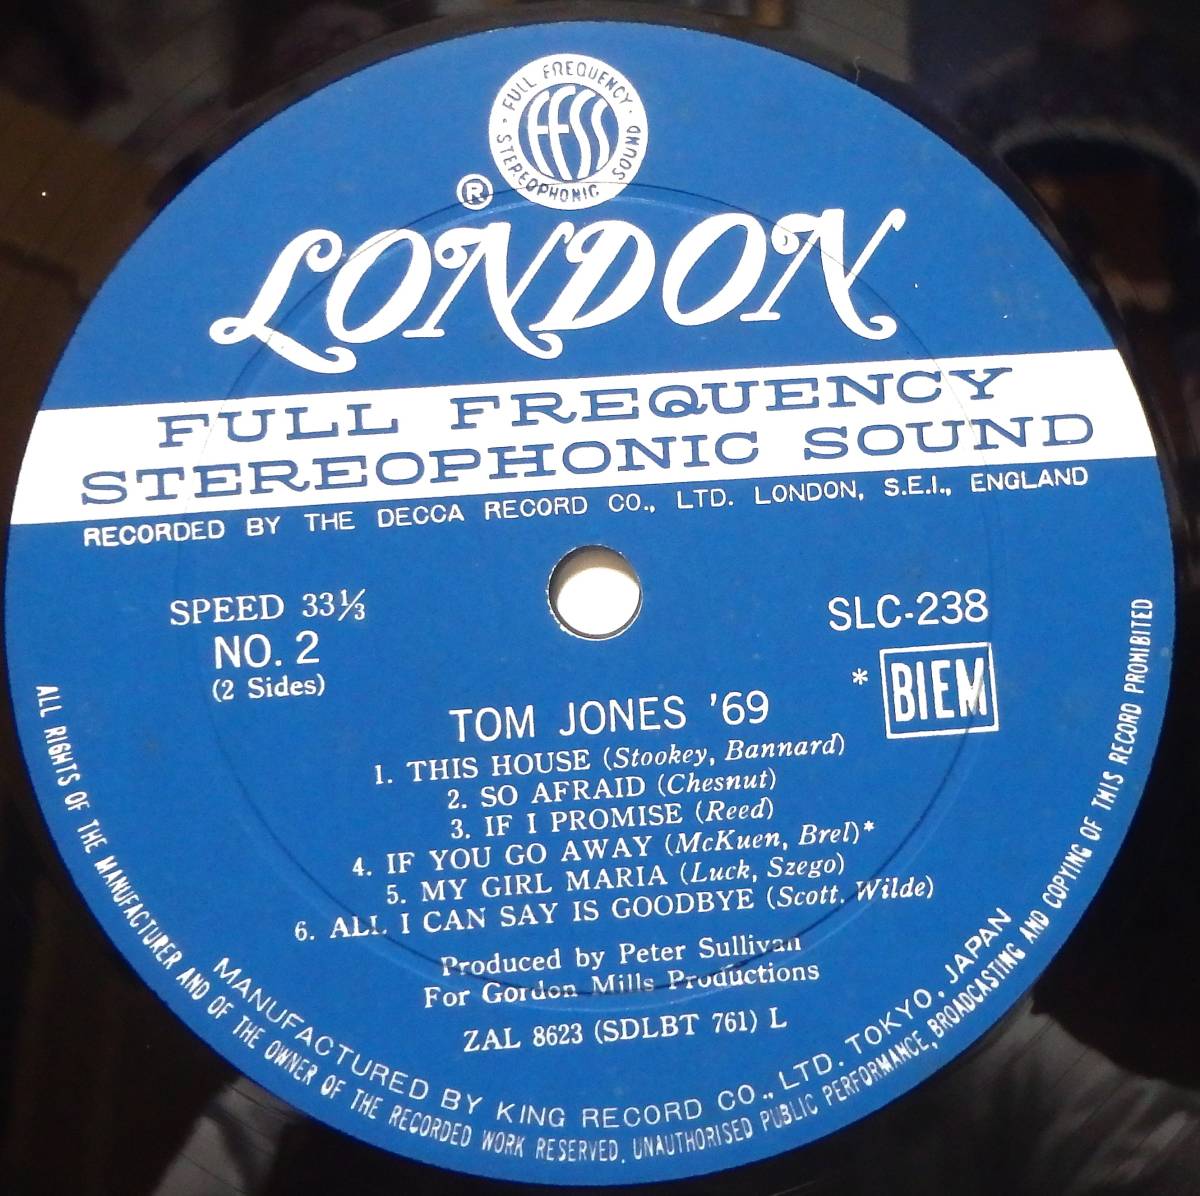 · FULL FREQUENCY ·
STEREOPHONIC SOUND
FFSS
®
LONDON
FULL FREQUENCY
STEREOPHONIC SOUND
RECORDED BY THE DECCA RECORD CO., LTD. LONDON, S.E.I., ENGLAND
SPEED 33⅓
NO. 2
(2 Sides)
SLC-238
* BIEM
TOM JONES '69
1. THIS HOUSE (Stookey, Bannard)
2. SO AFRAID (Chesnut)
3. IF I PROMISE (Reed)
4. IF YOU GO AWAY (McKuen, Brel)*
5. MY GIRL MARIA (Luck, Szego)
6. ALL I CAN SAY IS GOODBYE (Scott. Wilde)
Produced by Peter Sullivan
For Gordon Mills Productions
ZAL 8623 (SDLBT 761) L
MANUFACTURED BY KING RECORD CO., LTD. TOKYO, JAPAN
ALL RIGHTS OF THE MANUFACTURER AND OF THE OWNER OF THE RECORDED WORK RESERVED. UNAUTHORISED PUBLIC PERFORMANCE, BROADCASTING AND COPYING OF THIS RECORD PROHIBITED